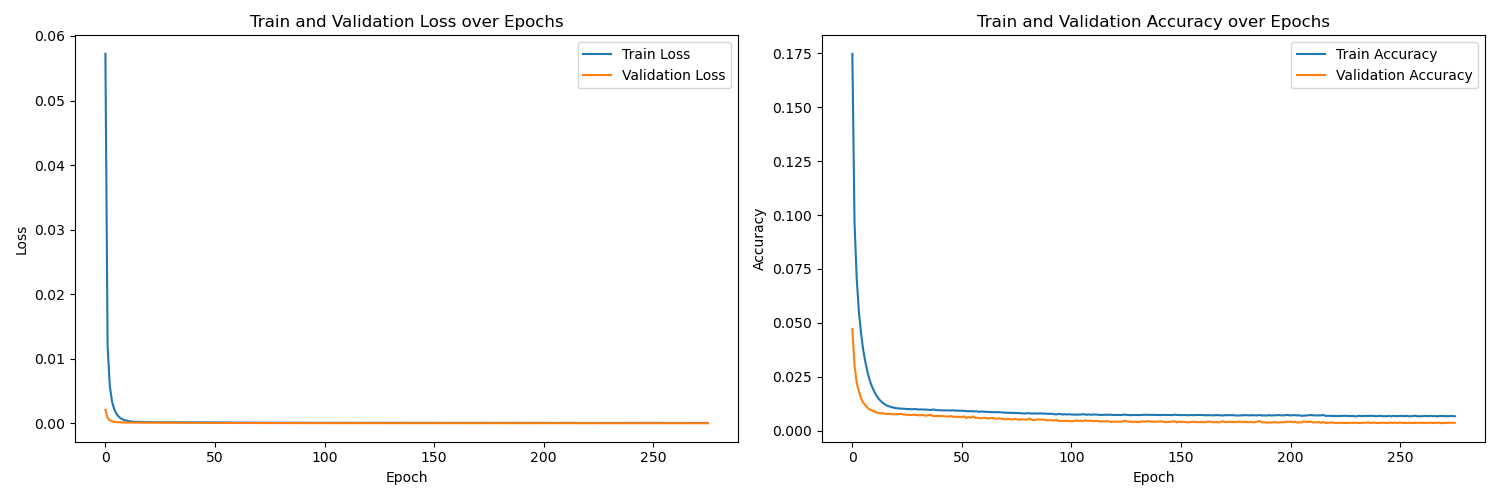 Train and Validation Loss over Epochs
0.06
0.05
0.04
0.03
0.02
0.01
0.00
Loss
0 50 100 150 200 250
Epoch
Train Loss
Validation Loss
Train and Validation Accuracy over Epochs
0.175
0.150
0.125
0.100
0.075
0.050
0.025
0.000
Accuracy
0 50 100 150 200 250
Epoch
Train Accuracy
Validation Accuracy